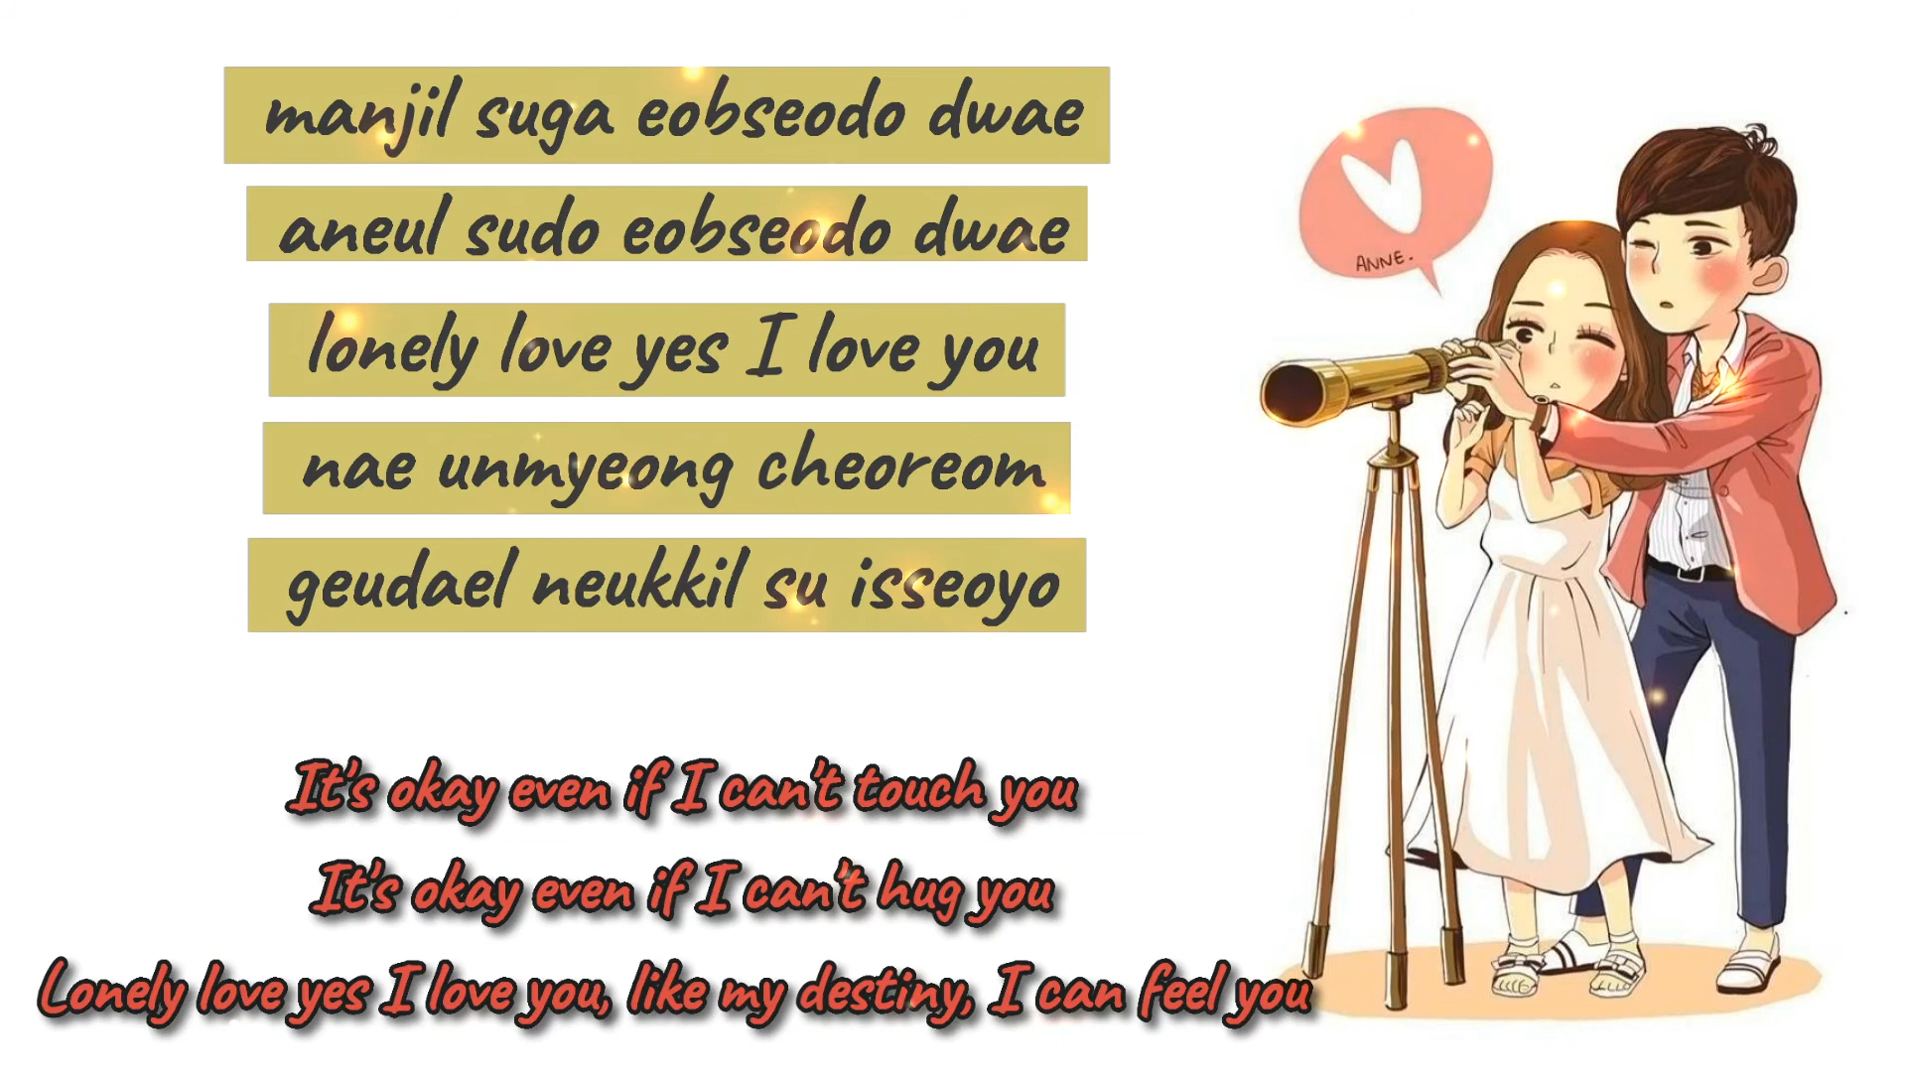 manjil suga eobseodo dwae
aneul sudo eobseodo dwae
lonely love yes I love you
nae unmyeong cheoreom
geudael neukkil su isseoyo
ANNE.
It's okay even if I can't touch you
It's okay even if I can't hug you
Lonely love yes I love you, like my destiny, I can feel you